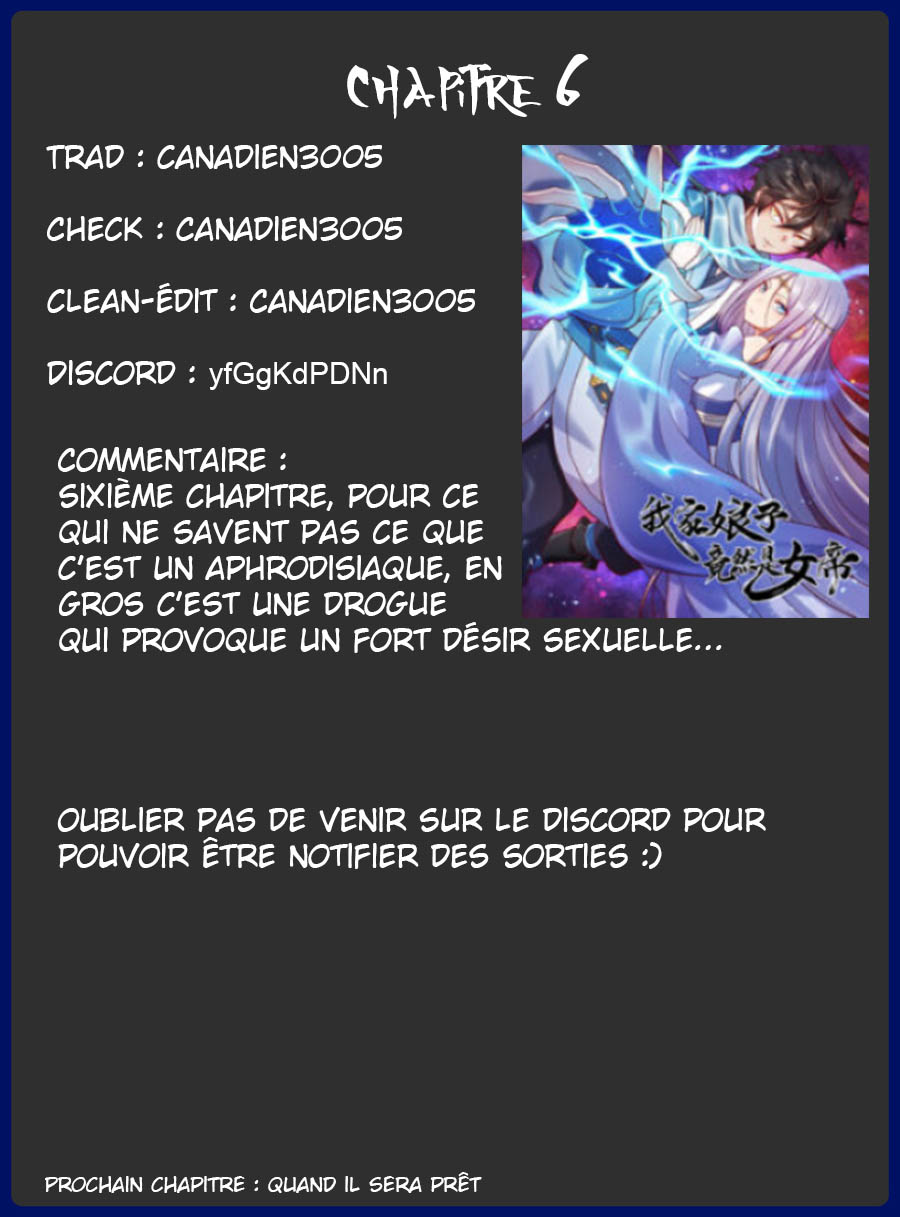 CHAPITRE 6
TRAD : CANADIEN3005
CHECK : CANADIEN3005
CLEAN-ÉDIT : CANADIEN3005
DISCORD : yfGgKdPDNn
COMMENTAIRE :
SIXIÈME CHAPITRE, POUR CE
QUI NE SAVENT PAS CE QUE
C'EST UN APHRODISIAQUE, EN
GROS C'EST UNE DROGUE
QUI PROVOQUE UN FORT DÉSIR SEXUELLE...
我家娘子
竟然是女帝
OUBLIER PAS DE VENIR SUR LE DISCORD POUR
POUVOIR ÊTRE NOTIFIER DES SORTIES :)
PROCHAIN CHAPITRE : QUAND IL SERA PRÊT